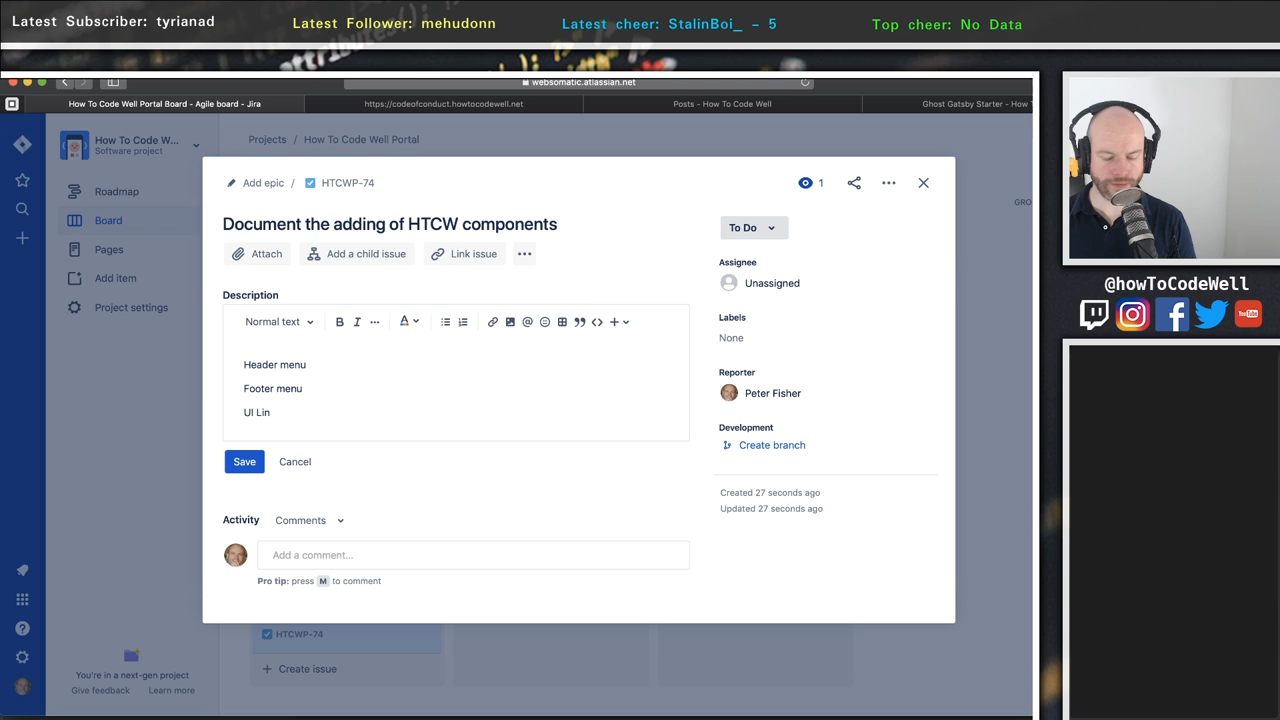 Latest Subscriber: tyrianad
Latest Follower: mehudonn
Latest cheer: StalinBoi_ - 5
Top cheer: No Data
attributes();
websomatic.atlassian.net
How To Code Well Portal Board - Agile board - Jira
https://codeofconduct.howtocodewell.net
Posts - How To Code Well
Ghost Gatsby Starter - How T
How To Code W...
Software project
Projects / How To Code Well Portal
Roadmap
Board
Pages
Add item
Project settings
GRO
Add epic / HTCWP-74
1
Document the adding of HTCW components
Attach
Add a child issue
Link issue
Description
Normal text
B I A
Header menu
Footer menu
UI Lin
Save
Cancel
Activity
Comments
Add a comment...
Pro tip: press M to comment
To Do
Assignee
Unassigned
Labels
None
Reporter
Peter Fisher
Development
Create branch
Created 27 seconds ago
Updated 27 seconds ago
HTCWP-74
+ Create issue
You're in a next-gen project
Give feedback
Learn more
@howToCodeWell
You Tube